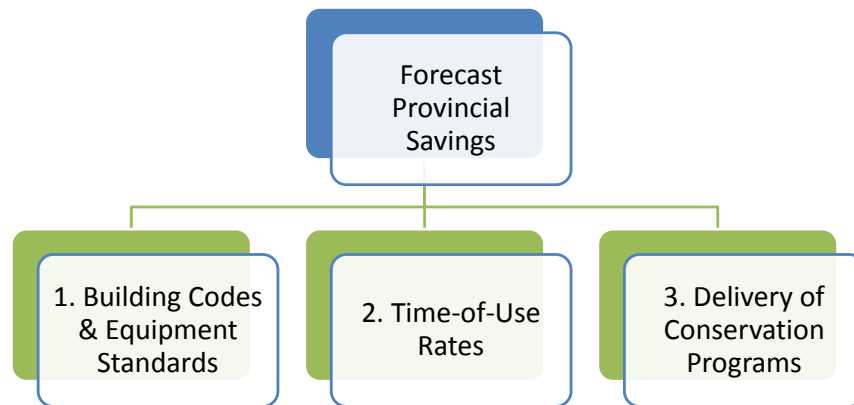 Forecast
Provincial
Savings
1. Building Codes
& Equipment
Standards
2. Time-of-Use
Rates
3. Delivery of
Conservation
Programs